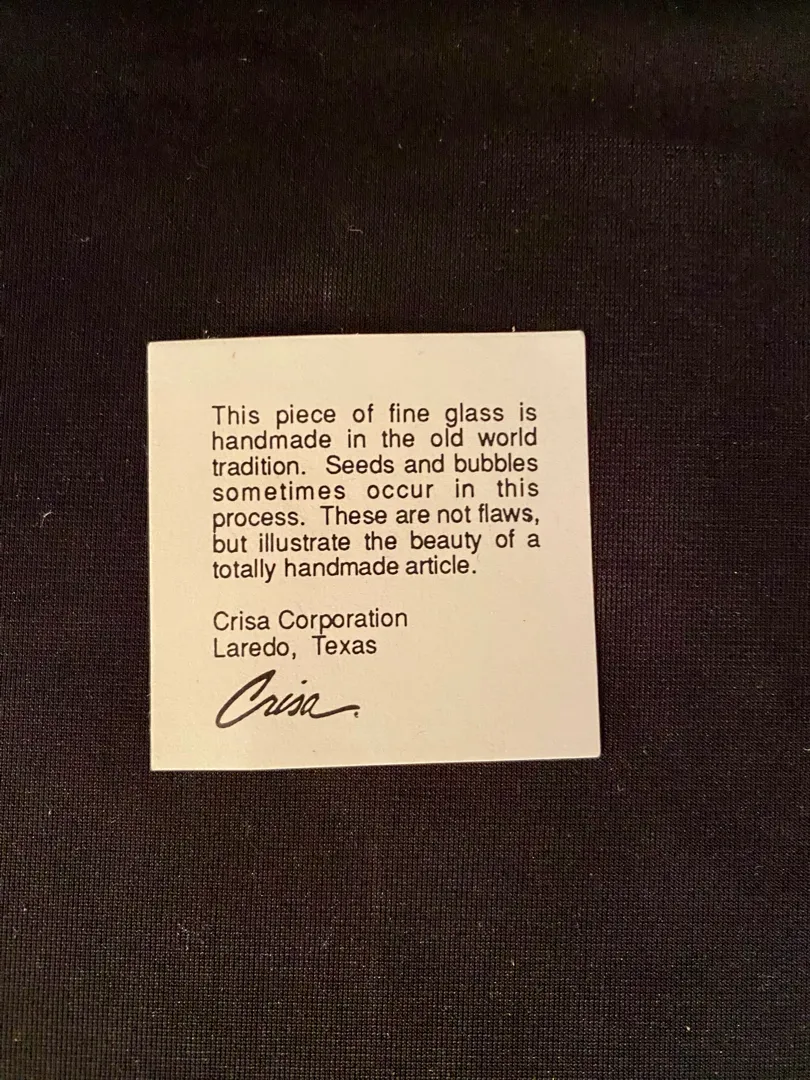 This piece of fine glass is
handmade in the old world
tradition. Seeds and bubbles
sometimes occur in this
process. These are not flaws,
but illustrate the beauty of a
totally handmade article.
Crisa Corporation
Laredo, Texas
Crisa.